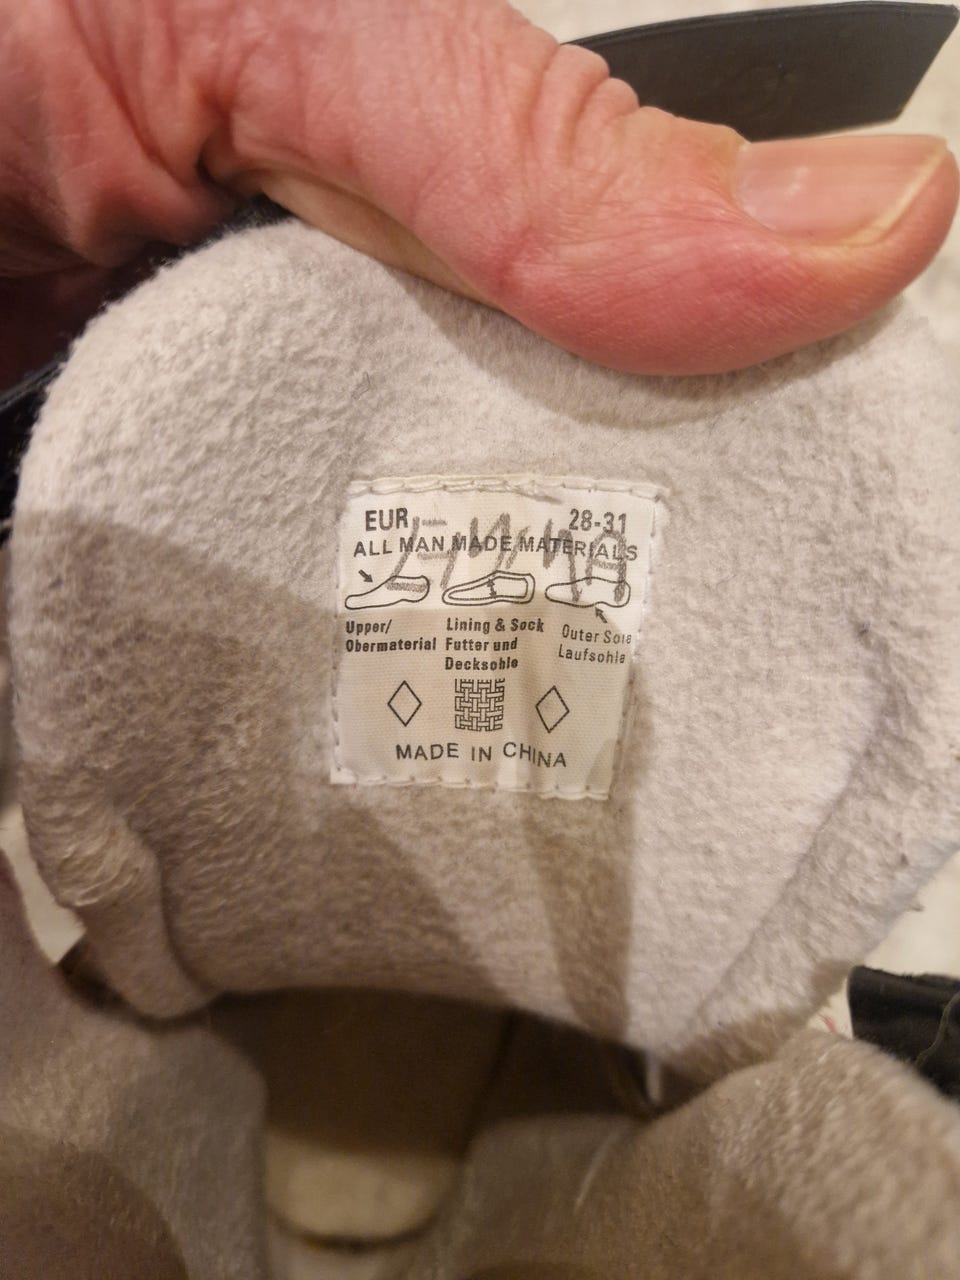 EUR 28-31
ALL MAN MADE MATERIALS
Upper/
Obermaterial
Lining & Sock
Futter und
Decksohle
Outer Sole
Laufsohle
MADE IN CHINA